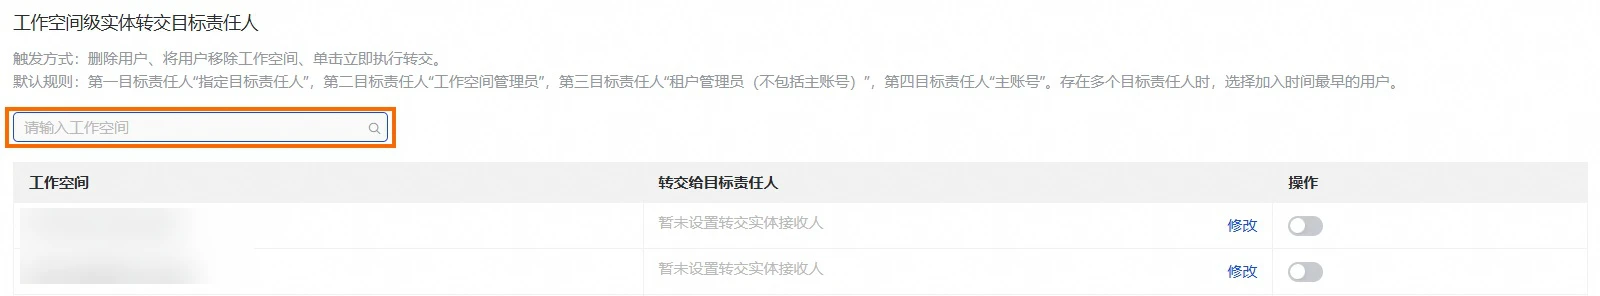 工作空间级实体转交目标责任人
触发方式：删除用户、将用户移除工作空间、单击立即执行转交。
默认规则：第一目标责任人“指定目标责任人”，第二目标责任人“工作空间管理员”，第三目标责任人“租户管理员（不包括主账号）”，第四目标责任人“主账号”。存在多个目标责任人时，选择加入时间最早的用户。
请输入工作空间
工作空间 转交给目标责任人 操作
暂未设置转交实体接收人 修改
暂未设置转交实体接收人 修改